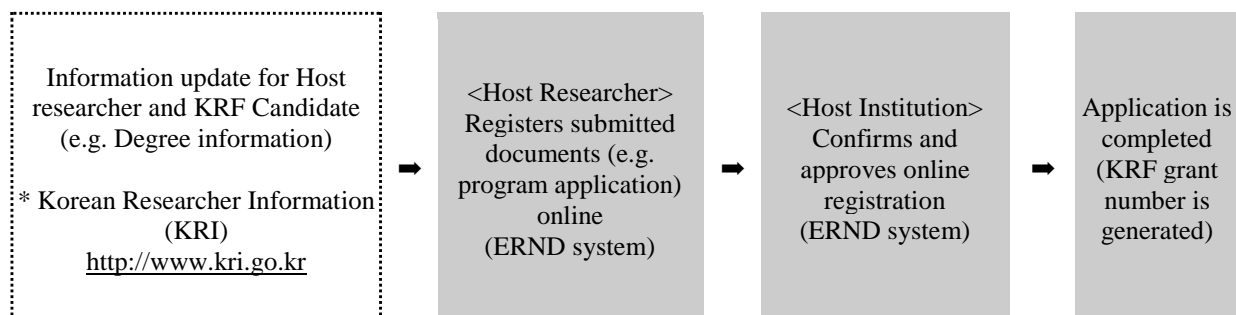 Information update for Host
researcher and KRF Candidate
(e.g. Degree information)
* Korean Researcher Information
(KRI)
http://www.kri.go.kr
➡
<Host Researcher>
Registers submitted
documents (e.g.
program application)
online
(ERND system)
➡
<Host Institution>
Confirms and
approves online
registration
(ERND system)
➡
Application is
completed
(KRF grant
number is
generated)